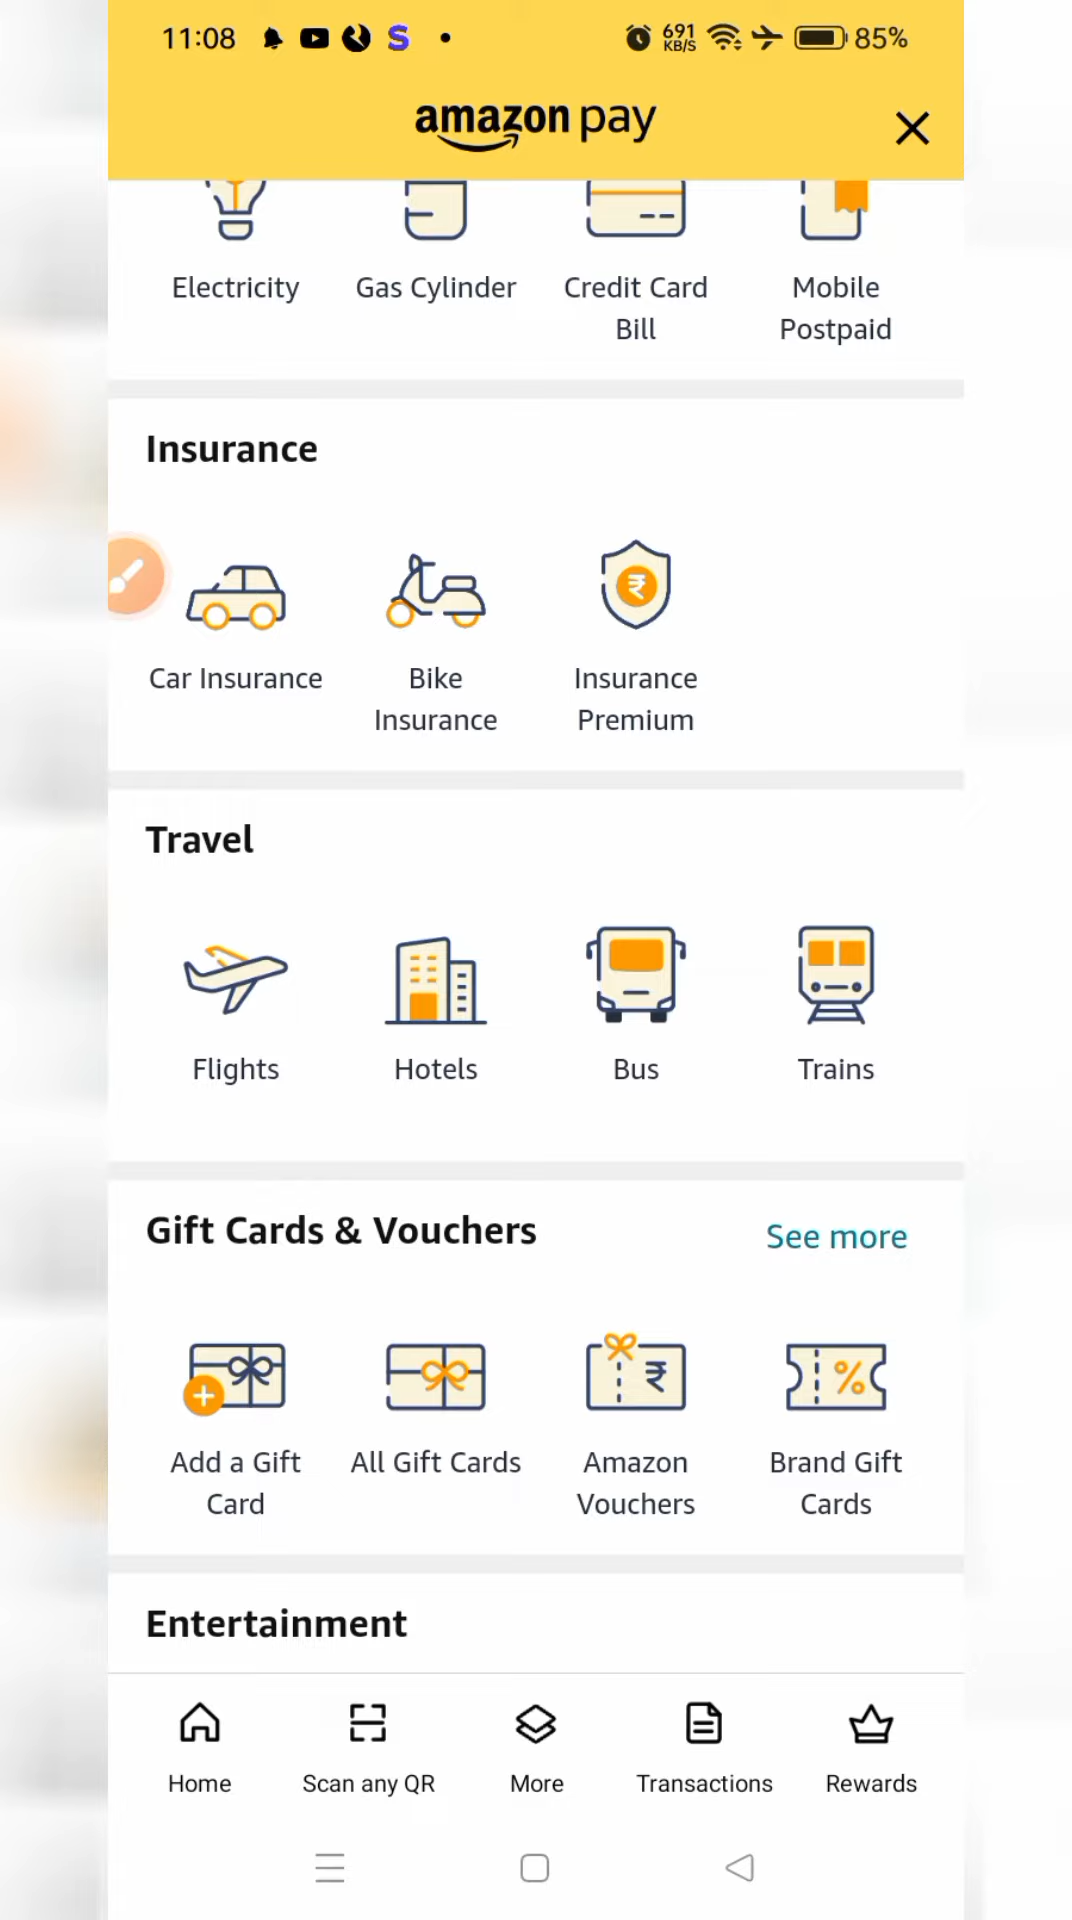 11:08 691 KB/S 85%
amazon pay
Electricity Gas Cylinder Credit Card Bill Mobile Postpaid
Insurance
Car Insurance Bike Insurance Insurance Premium
Travel
Flights Hotels Bus Trains
Gift Cards & Vouchers See more
Add a Gift Card All Gift Cards Amazon Vouchers Brand Gift Cards
Entertainment
Home Scan any QR More Transactions Rewards